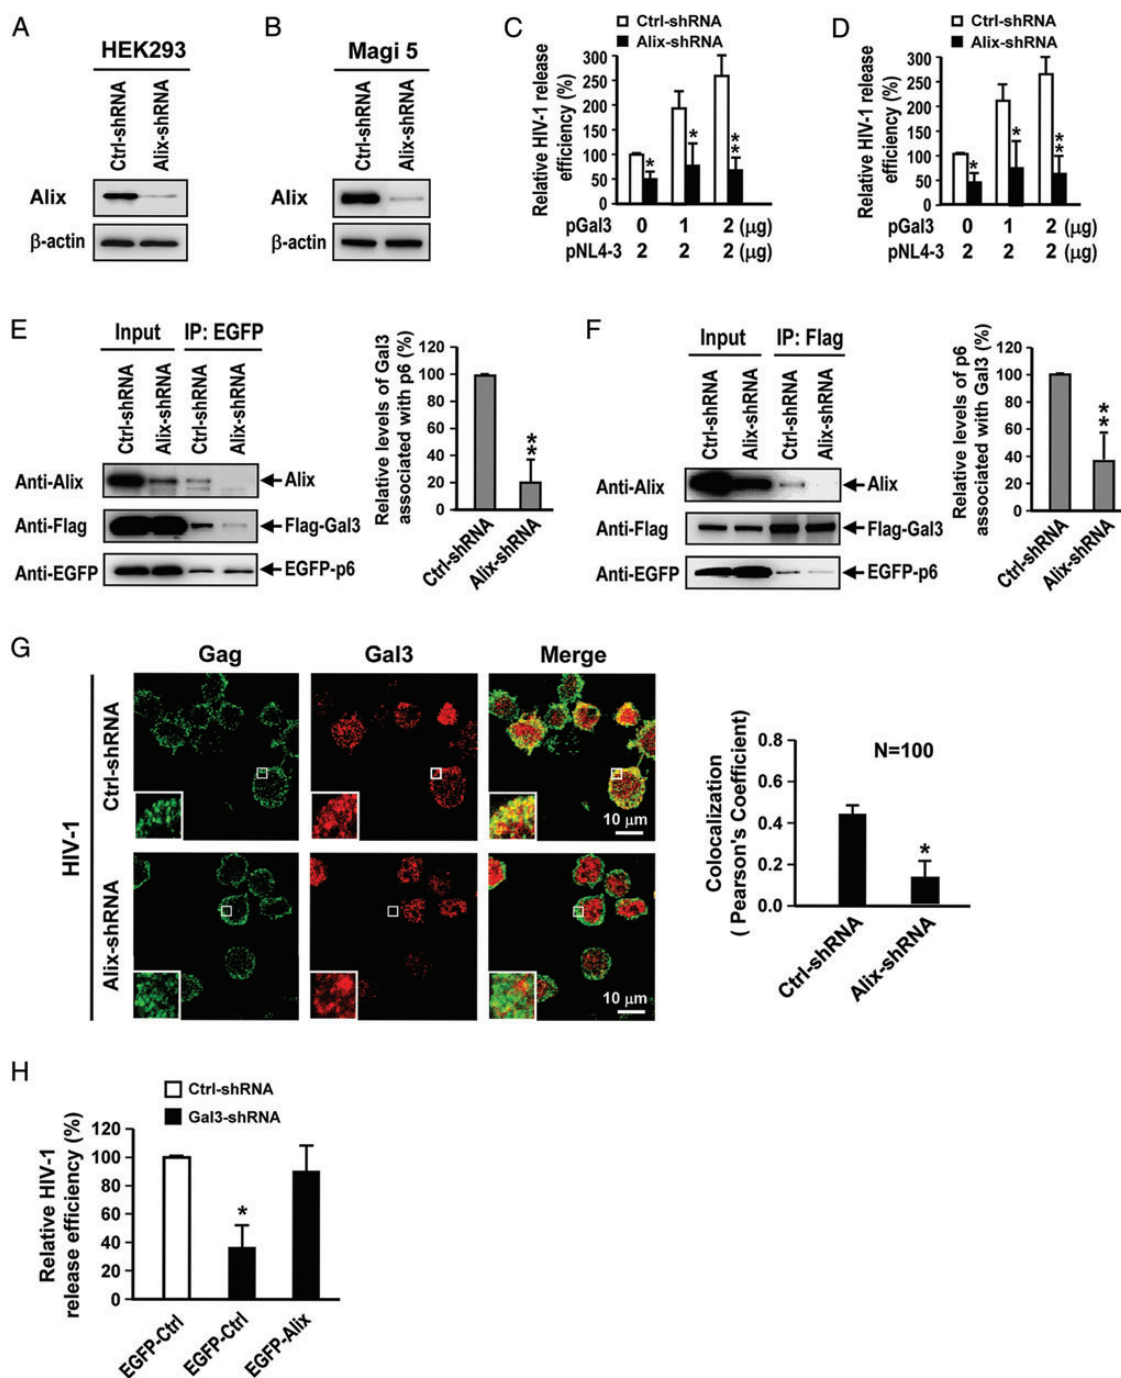 A
HEK293
Ctrl-shRNA
Alix-shRNA
Alix
β-actin
B
Magi 5
Ctrl-shRNA
Alix-shRNA
Alix
β-actin
C
Ctrl-shRNA
Alix-shRNA
Relative HIV-1 release
efficiency (%)
300
250
200
150
100
50
0
*
*
**
pGal3 0 1 2 (μg)
pNL4-3 2 2 2 (μg)
D
Ctrl-shRNA
Alix-shRNA
Relative HIV-1 release
efficiency (%)
300
250
200
150
100
50
0
*
*
**
pGal3 0 1 2 (μg)
pNL4-3 2 2 2 (μg)
E
Input IP: EGFP
Ctrl-shRNA
Alix-shRNA
Ctrl-shRNA
Alix-shRNA
Anti-Alix Alix
Anti-Flag Flag-Gal3
Anti-EGFP EGFP-p6
Relative levels of Gal3
associated with p6 (%)
120
100
80
60
40
20
0
**
Ctrl-shRNA
Alix-shRNA
F
Input IP: Flag
Ctrl-shRNA
Alix-shRNA
Ctrl-shRNA
Alix-shRNA
Anti-Alix Alix
Anti-Flag Flag-Gal3
Anti-EGFP EGFP-p6
Relative levels of p6
associated with Gal3 (%)
120
100
80
60
40
20
0
**
Ctrl-shRNA
Alix-shRNA
G
Gag Gal3 Merge
HIV-1
Ctrl-shRNA
10 μm
Alix-shRNA
10 μm
Colocalization
( Pearson's Coefficient)
0.8
0.6
0.4
0.2
0.0
N=100
*
Ctrl-shRNA
Alix-shRNA
H
Ctrl-shRNA
Gal3-shRNA
Relative HIV-1
release efficiency (%)
120
100
80
60
40
20
0
*
EGFP-Ctrl
EGFP-Ctrl
EGFP-Alix